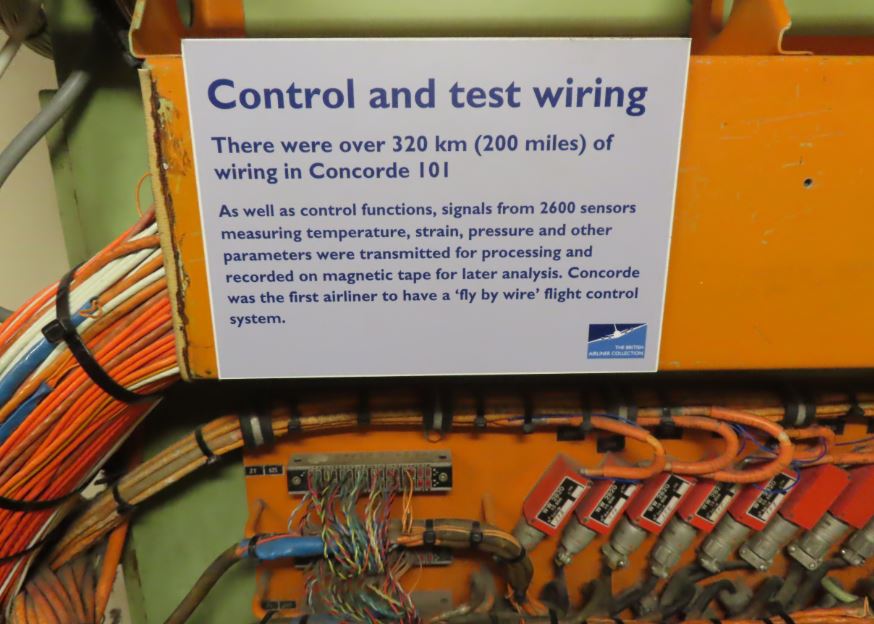 Control and test wiring
There were over 320 km (200 miles) of
wiring in Concorde 101
As well as control functions, signals from 2600 sensors
measuring temperature, strain, pressure and other
parameters were transmitted for processing and
recorded on magnetic tape for later analysis. Concorde
was the first airliner to have a ‘fly by wire’ flight control
system.
THE BRITISH
AIRLINER COLLECTION